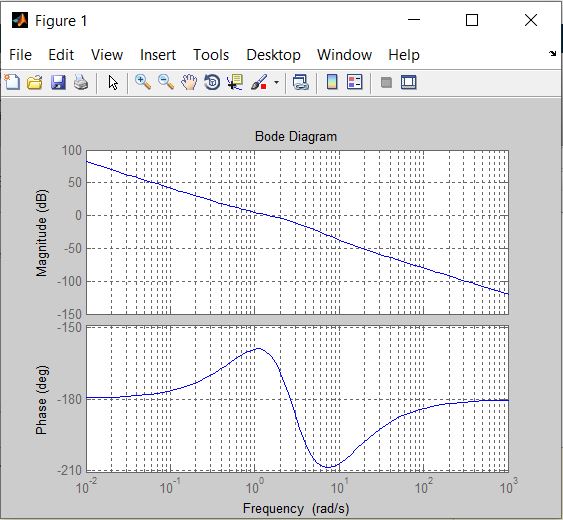 Figure 1
File Edit View Insert Tools Desktop Window Help
Bode Diagram
100
50
0
-50
-100
-150
Magnitude (dB)
-150
-180
-210
Phase (deg)
10^-2 10^-1 10^0 10^1 10^2 10^3
Frequency (rad/s)